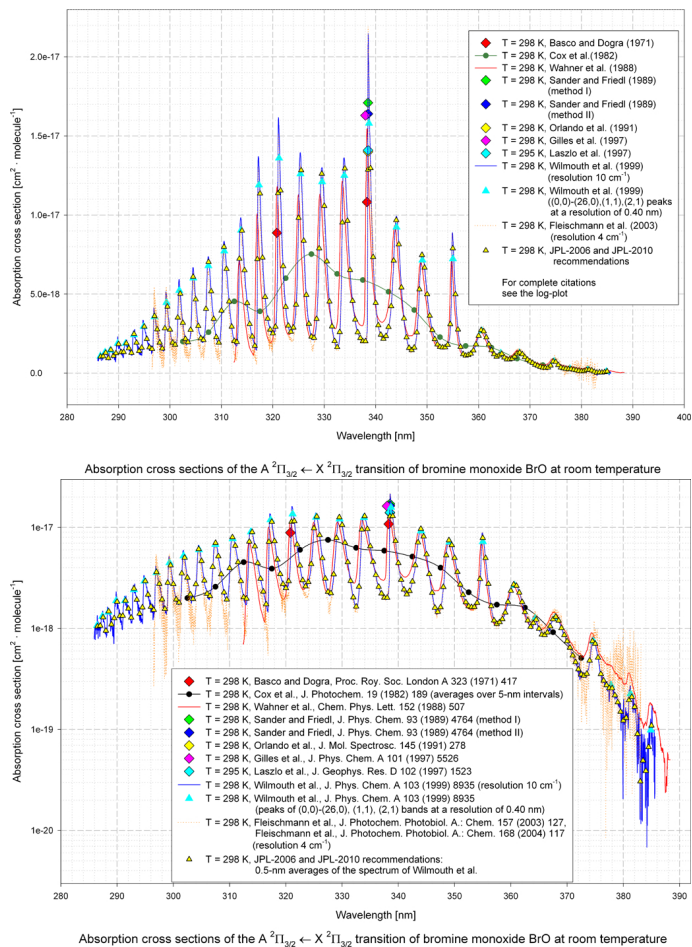 2.0e-17
1.5e-17
1.0e-17
5.0e-18
0.0
Absorption cross section [cm² · molecule⁻¹]
T = 298 K, Basco and Dogra (1971)
T = 298 K, Cox et al.(1982)
T = 298 K, Wahner et al. (1988)
T = 298 K, Sander and Friedl (1989)
(method I)
T = 298 K, Sander and Friedl (1989)
(method II)
T = 298 K, Orlando et al. (1991)
T = 298 K, Gilles et al. (1997)
T = 295 K, Laszlo et al. (1997)
T = 298 K, Wilmouth et al. (1999)
(resolution 10 cm⁻¹)
T = 298 K, Wilmouth et al. (1999)
((0,0)-(26,0),(1,1),(2,1) peaks
at a resolution of 0.40 nm)
T = 298 K, Fleischmann et al. (2003)
(resolution 4 cm⁻¹)
T = 298 K, JPL-2006 and JPL-2010
recommendations
For complete citations
see the log-plot
280 290 300 310 320 330 340 350 360 370 380 390 400
Wavelength [nm]
Absorption cross sections of the A ²Π₃/₂ ← X ²Π₃/₂ transition of bromine monoxide BrO at room temperature
1e-17
1e-18
1e-19
1e-20
Absorption cross section [cm² · molecule⁻¹]
T = 298 K, Basco and Dogra, Proc. Roy. Soc. London A 323 (1971) 417
T = 298 K, Cox et al., J. Photochem. 19 (1982) 189 (averages over 5-nm intervals)
T = 298 K, Wahner et al., Chem. Phys. Lett. 152 (1988) 507
T = 298 K, Sander and Friedl, J. Phys. Chem. 93 (1989) 4764 (method I)
T = 298 K, Sander and Friedl, J. Phys. Chem. 93 (1989) 4764 (method II)
T = 298 K, Orlando et al., J. Mol. Spectrosc. 145 (1991) 278
T = 298 K, Gilles et al., J. Phys. Chem. A 101 (1997) 5526
T = 295 K, Laszlo et al., J. Geophys. Res. D 102 (1997) 1523
T = 298 K, Wilmouth et al., J. Phys. Chem. A 103 (1999) 8935 (resolution 10 cm⁻¹)
T = 298 K, Wilmouth et al., J. Phys. Chem. A 103 (1999) 8935
(peaks of (0,0)-(26,0), (1,1), (2,1) bands at a resolution of 0.40 nm)
T = 298 K, Fleischmann et al., J. Photochem. Photobiol. A.: Chem. 157 (2003) 127,
Fleischmann et al., J. Photochem. Photobiol. A.: Chem. 168 (2004) 117
(resolution 4 cm⁻¹)
T = 298 K, JPL-2006 and JPL-2010 recommendations:
0.5-nm averages of the spectrum of Wilmouth et al.
290 300 310 320 330 340 350 360 370 380 390
Wavelength [nm]
Absorption cross sections of the A ²Π₃/₂ ← X ²Π₃/₂ transition of bromine monoxide BrO at room temperature